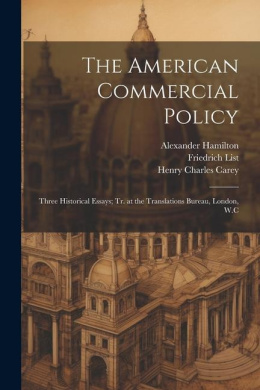 The American
Commercial
Policy
Alexander Hamilton
Friedrich List
Henry Charles Carey
Three Historical Essays; Tr. at the Translations Bureau, London,
W.C